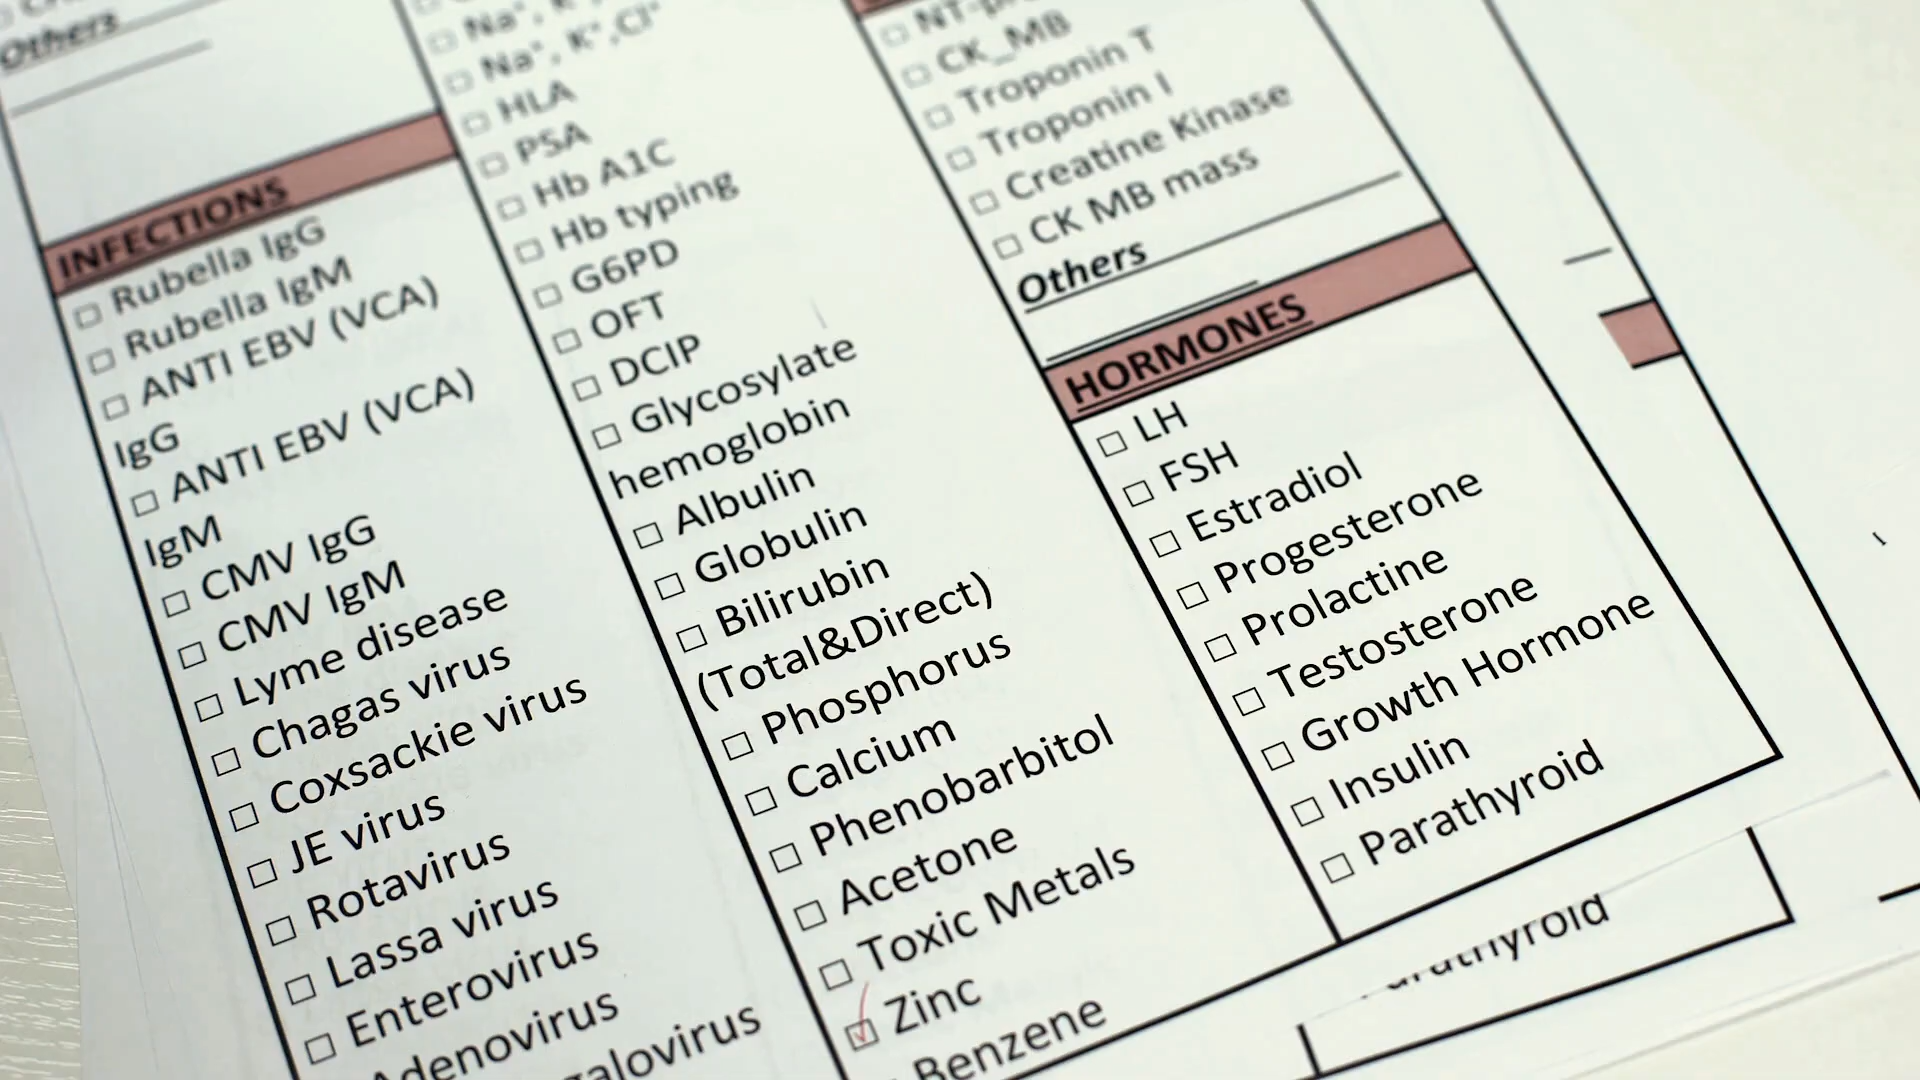 Others
INFECTIONS
□ Rubella IgG
□ Rubella IgM
□ ANTI EBV (VCA)
IgG
□ ANTI EBV (VCA)
IgM
□ CMV IgG
□ CMV IgM
□ Lyme disease
□ Chagas virus
□ Coxsackie virus
□ JE virus
□ Rotavirus
□ Lassa virus
□ Enterovirus
□ Adenovirus
□ Na⁺, K⁺,Cl⁻
□ HLA
□ PSA
□ Hb A1C
□ Hb typing
□ G6PD
□ OFT
□ DCIP
□ Glycosylate
hemoglobin
□ Albulin
□ Globulin
□ Bilirubin
(Total&Direct)
□ Phosphorus
□ Calcium
□ Phenobarbitol
□ Acetone
□ Toxic Metals
☑ Zinc
Benzene
□ CK_MB
□ Troponin T
□ Troponin I
□ Creatine Kinase
□ CK MB mass
Others
HORMONES
□ LH
□ FSH
□ Estradiol
□ Progesterone
□ Prolactine
□ Testosterone
□ Growth Hormone
□ Insulin
□ Parathyroid